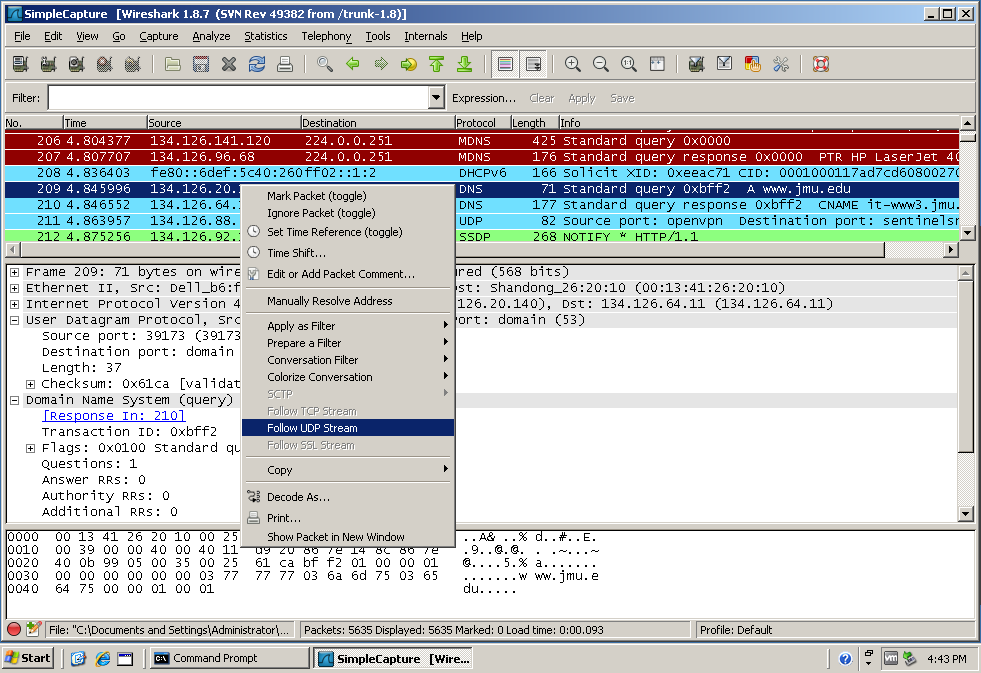 SimpleCapture [Wireshark 1.8.7 (SVN Rev 49382 from /trunk-1.8)]
File Edit View Go Capture Analyze Statistics Telephony Tools Internals Help
Filter: Expression... Clear Apply Save
No. Time Source Destination Protocol Length Info
206 4.804377 134.126.141.120 224.0.0.251 MDNS 425 Standard query 0x0000
207 4.807707 134.126.96.68 224.0.0.251 MDNS 176 Standard query response 0x0000 PTR HP LaserJet 40
208 4.836403 fe80::6def:5c40:260 ff02::1:2 DHCPv6 166 Solicit XID: 0xeeac71 CID: 0001000117ad7cd60800270
209 4.845996 134.126.20. DNS 71 Standard query 0xbff2 A www.jmu.edu
210 4.846552 134.126.64. DNS 177 Standard query response 0xbff2 CNAME it-www3.jmu.
211 4.863957 134.126.88. UDP 82 Source port: openvpn Destination port: sentinelsr
212 4.875256 134.126.92. SSDP 268 NOTIFY * HTTP/1.1
Mark Packet (toggle)
Ignore Packet (toggle)
Set Time Reference (toggle)
Time Shift...
Edit or Add Packet Comment...
Manually Resolve Address
Apply as Filter
Prepare a Filter
Conversation Filter
Colorize Conversation
SCTP
Follow TCP Stream
Follow UDP Stream
Follow SSL Stream
Copy
Decode As...
Print...
Show Packet in New Window
Frame 209: 71 bytes on wire ured (568 bits)
Ethernet II, Src: Dell_b6:f Dst: Shandong_26:20:10 (00:13:41:26:20:10)
Internet Protocol Version 4 .126.20.140), Dst: 134.126.64.11 (134.126.64.11)
User Datagram Protocol, Src port: domain (53)
Source port: 39173 (39173
Destination port: domain
Length: 37
Checksum: 0x61ca [validat
Domain Name System (query)
[Response In: 210]
Transaction ID: 0xbff2
Flags: 0x0100 Standard qu
Questions: 1
Answer RRs: 0
Authority RRs: 0
Additional RRs: 0
0000 00 13 41 26 20 10 00 25 ..A& ..% d..#..E.
0010 00 39 00 00 40 00 40 11 d9 20 86 7e 14 8c 86 7e .9..@.@. . .~...~
0020 40 0b 99 05 00 35 00 25 61 ca bf f2 01 00 00 01 @....5.% a.......
0030 00 00 00 00 00 00 03 77 77 77 03 6a 6d 75 03 65 .......w ww.jmu.e
0040 64 75 00 00 01 00 01 du.....
File: "C:\Documents and Settings\Administrator\... Packets: 5635 Displayed: 5635 Marked: 0 Load time: 0:00.093 Profile: Default
Start Command Prompt SimpleCapture [Wire... 4:43 PM